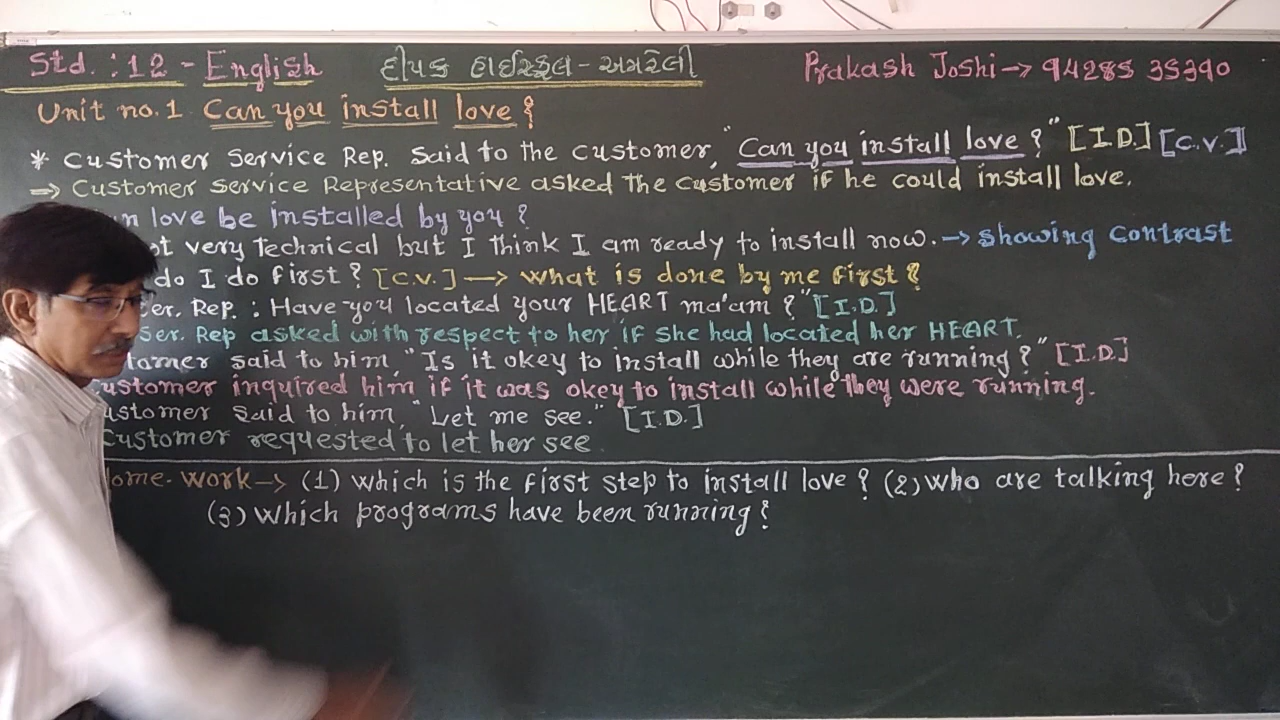 Std. : 12 - English દીપક હાઈસ્કૂલ - અમરેલી Prakash Joshi → 94285 35390
Unit no. 1 Can you install love ?
* Customer Service Rep. said to the customer, "Can you install love ?" [I.D.] [C.V.]
⇒ Customer service Representative asked the customer if he could install love.
n love be installed by you ?
t very technical but I think I am ready to install now. → showing contrast
do I do first ? [C.V.] → What is done by me first ?
er. Rep. : Have you located your HEART ma'am ?" [I.D.]
Ser. Rep asked with respect to her if she had located her HEART.
tomer said to him, "Is it okey to install while they are running ?" [I.D.]
ustomer inquired him if it was okey to install while they were running.
ustomer said to him, "Let me see." [I.D.]
Customer requested to let her see.
ome. Work → (1) Which is the first step to install love ? (2) Who are talking here ?
(3) Which programs have been running ?